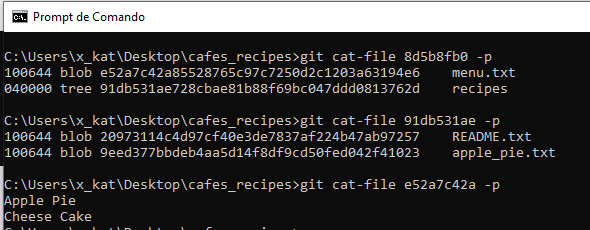 Prompt de Comando
C:\Users\x_kat\Desktop\cafes_recipes>git cat-file 8d5b8fb0 -p
100644 blob e52a7c42a85528765c97c7250d2c1203a63194e6    menu.txt
040000 tree 91db531ae728cbae81b88f69bc047ddd0813762d    recipes
C:\Users\x_kat\Desktop\cafes_recipes>git cat-file 91db531ae -p
100644 blob 20973114c4d97cf40e3de7837af224b47ab97257    README.txt
100644 blob 9eed377bbdeb4aa5d14f8df9cd50fed042f41023    apple_pie.txt
C:\Users\x_kat\Desktop\cafes_recipes>git cat-file e52a7c42a -p
Apple Pie
Cheese Cake